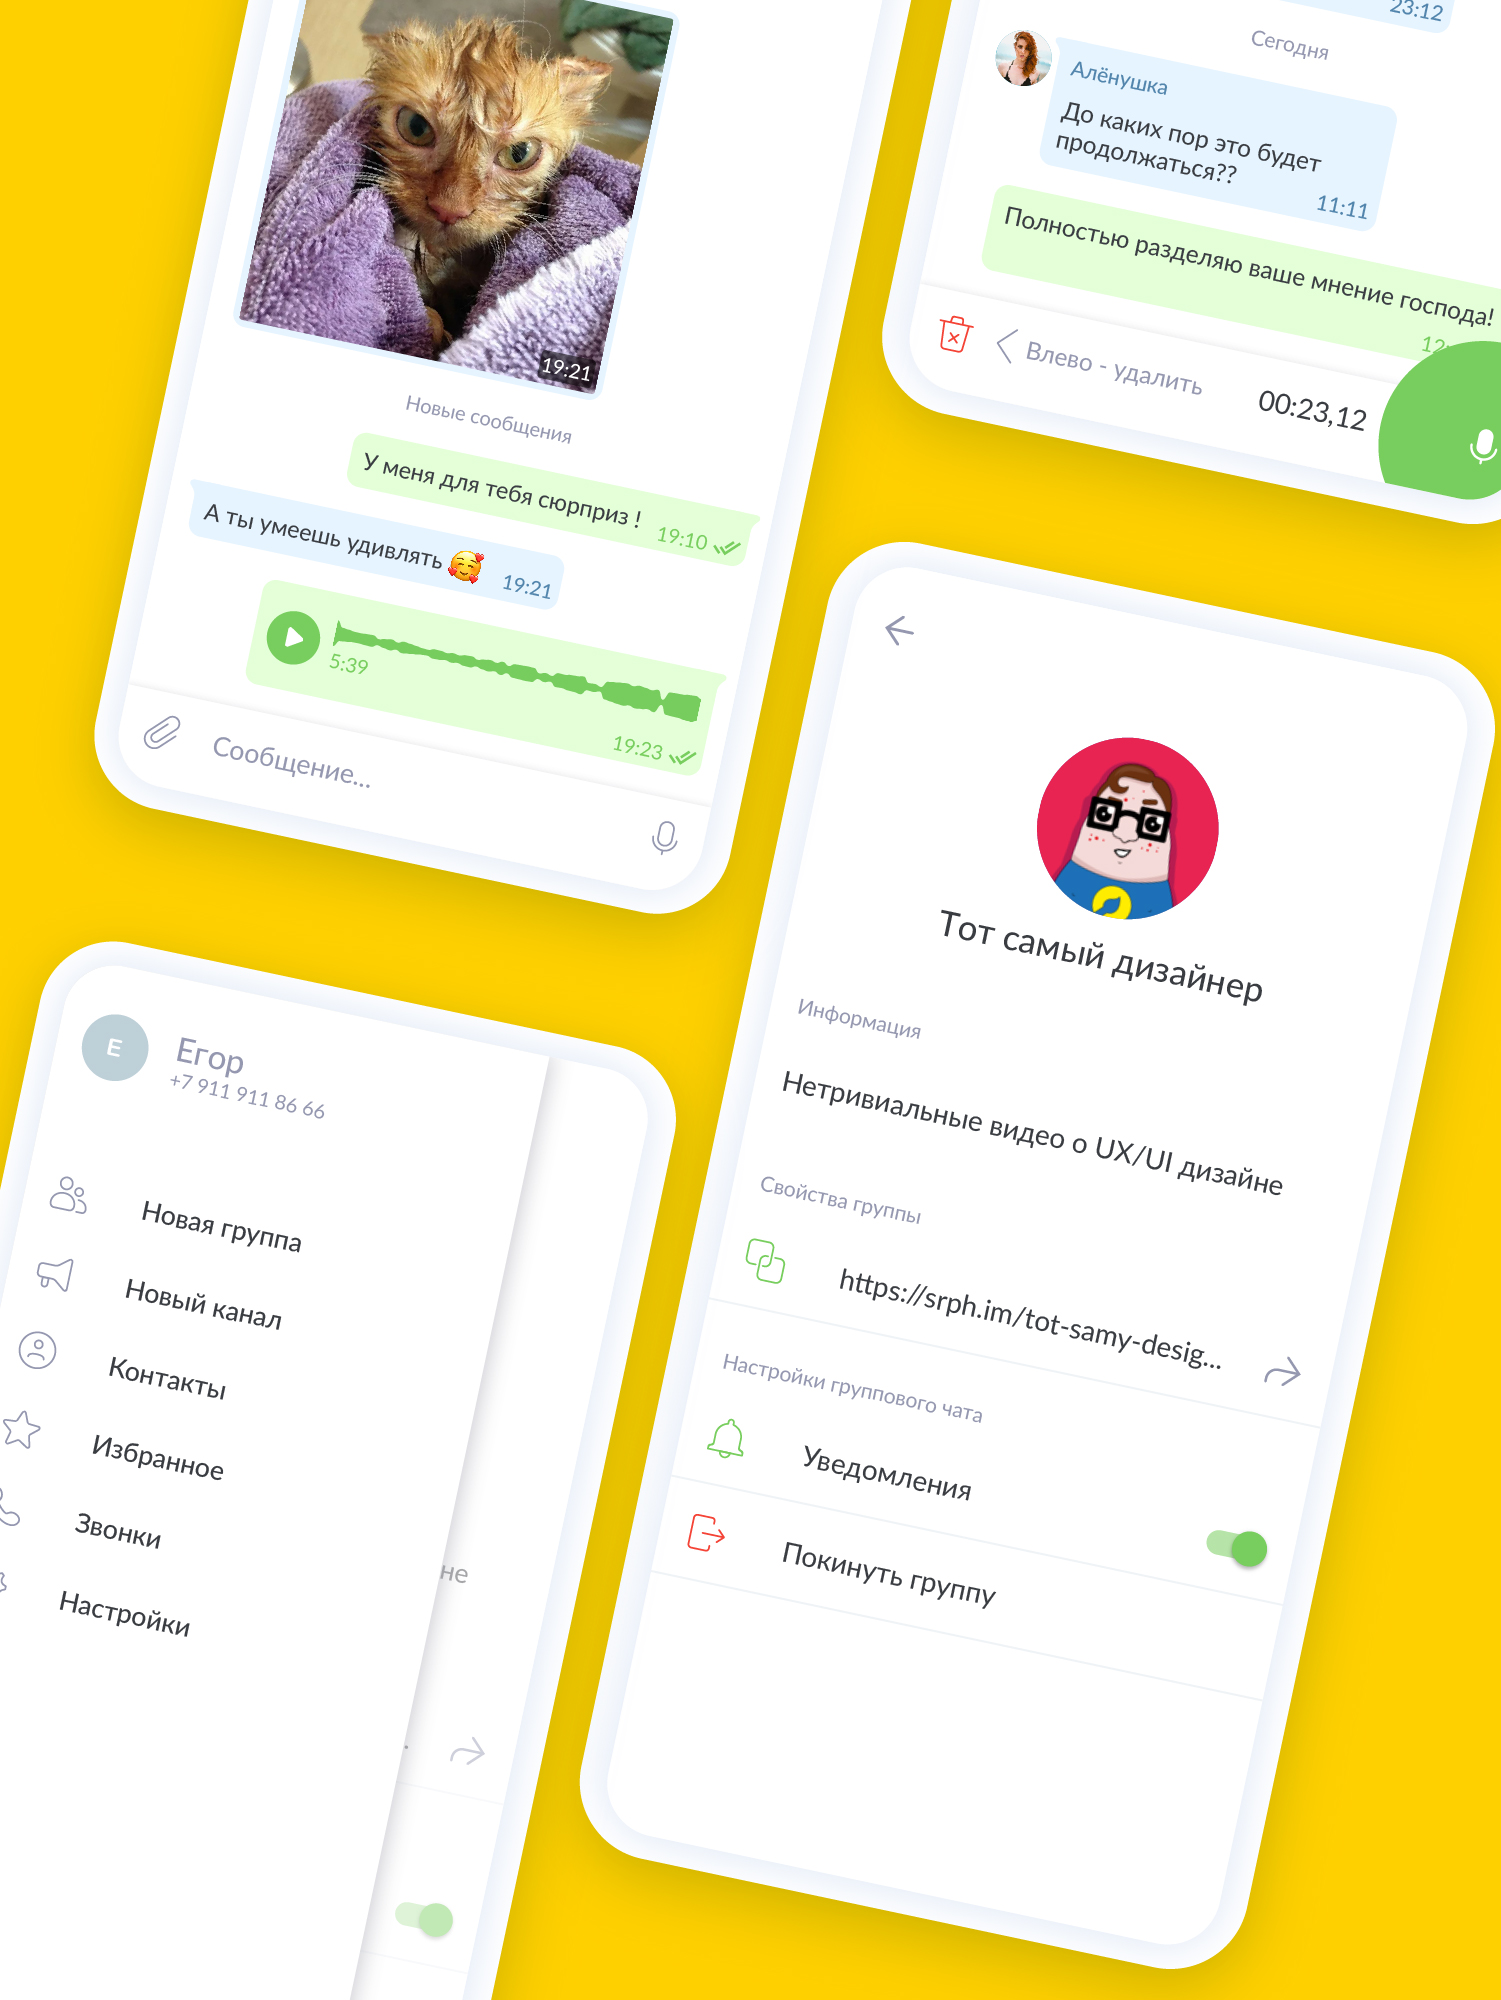 19:21
Новые сообщения
У меня для тебя сюрприз !
19:10
А ты умеешь удивлять 🥰
19:21
5:39
19:23
Сообщение...
23:12
Сегодня
Алёнушка
До каких пор это будет
продолжаться??
11:11
Полностью разделяю ваше мнение господа!
Влево - удалить
00:23,12
Тот самый дизайнер
Информация
Нетривиальные видео о UX/UI дизайне
Свойства группы
https://srph.im/tot-samy-desig...
Настройки группового чата
Уведомления
Покинуть группу
E
Егор
+7 911 911 86 66
Новая группа
Новый канал
Контакты
Избранное
Звонки
Настройки
не